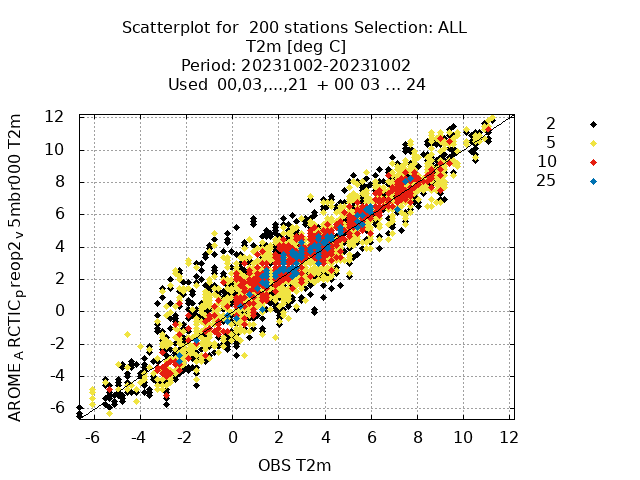 Scatterplot for  200 stations Selection: ALL
T2m [deg C]
Period: 20231002-20231002
Used  00,03,...,21  + 00 03 ... 24
AROME_ARCTIC_preop2_v_5mbr000 T2m
12
10
8
6
4
2
0
-2
-4
-6
-6 -4 -2 0 2 4 6 8 10 12
OBS T2m
2
5
10
25